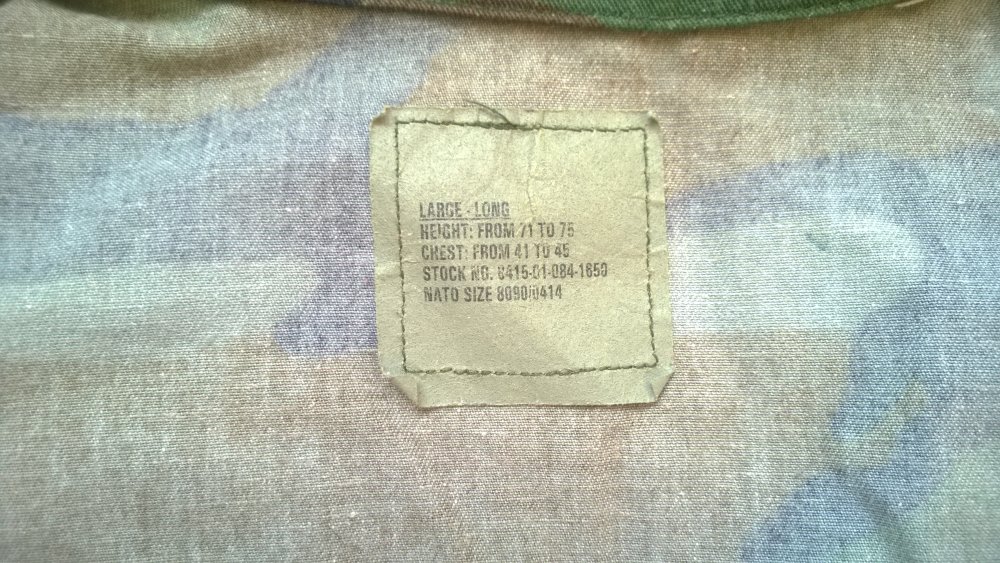 LARGE - LONG
HEIGHT: FROM 71 TO 75
CHEST: FROM 41 TO 45
STOCK NO. 8415-01-084-1650
NATO SIZE 8090/0414